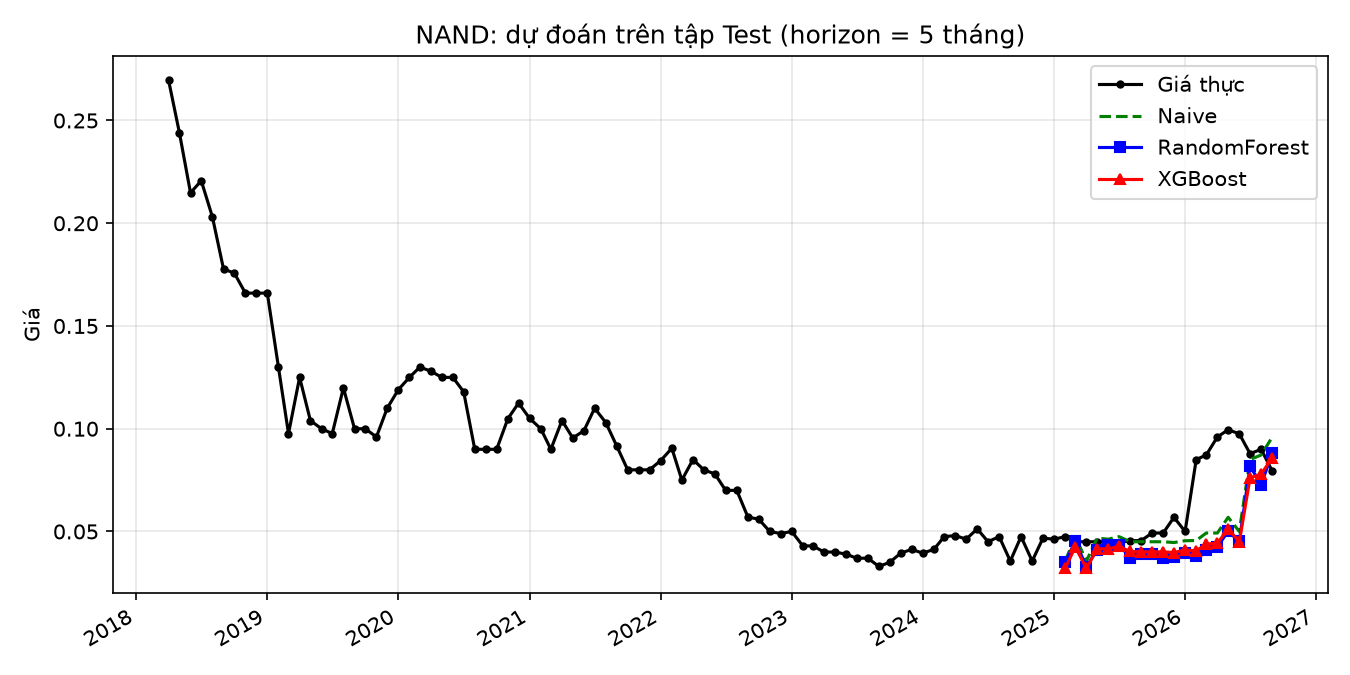 NAND: dự đoán trên tập Test (horizon = 5 tháng)
Giá thực
Naive
RandomForest
XGBoost
Giá
0.25
0.20
0.15
0.10
0.05
2018
2019
2020
2021
2022
2023
2024
2025
2026
2027